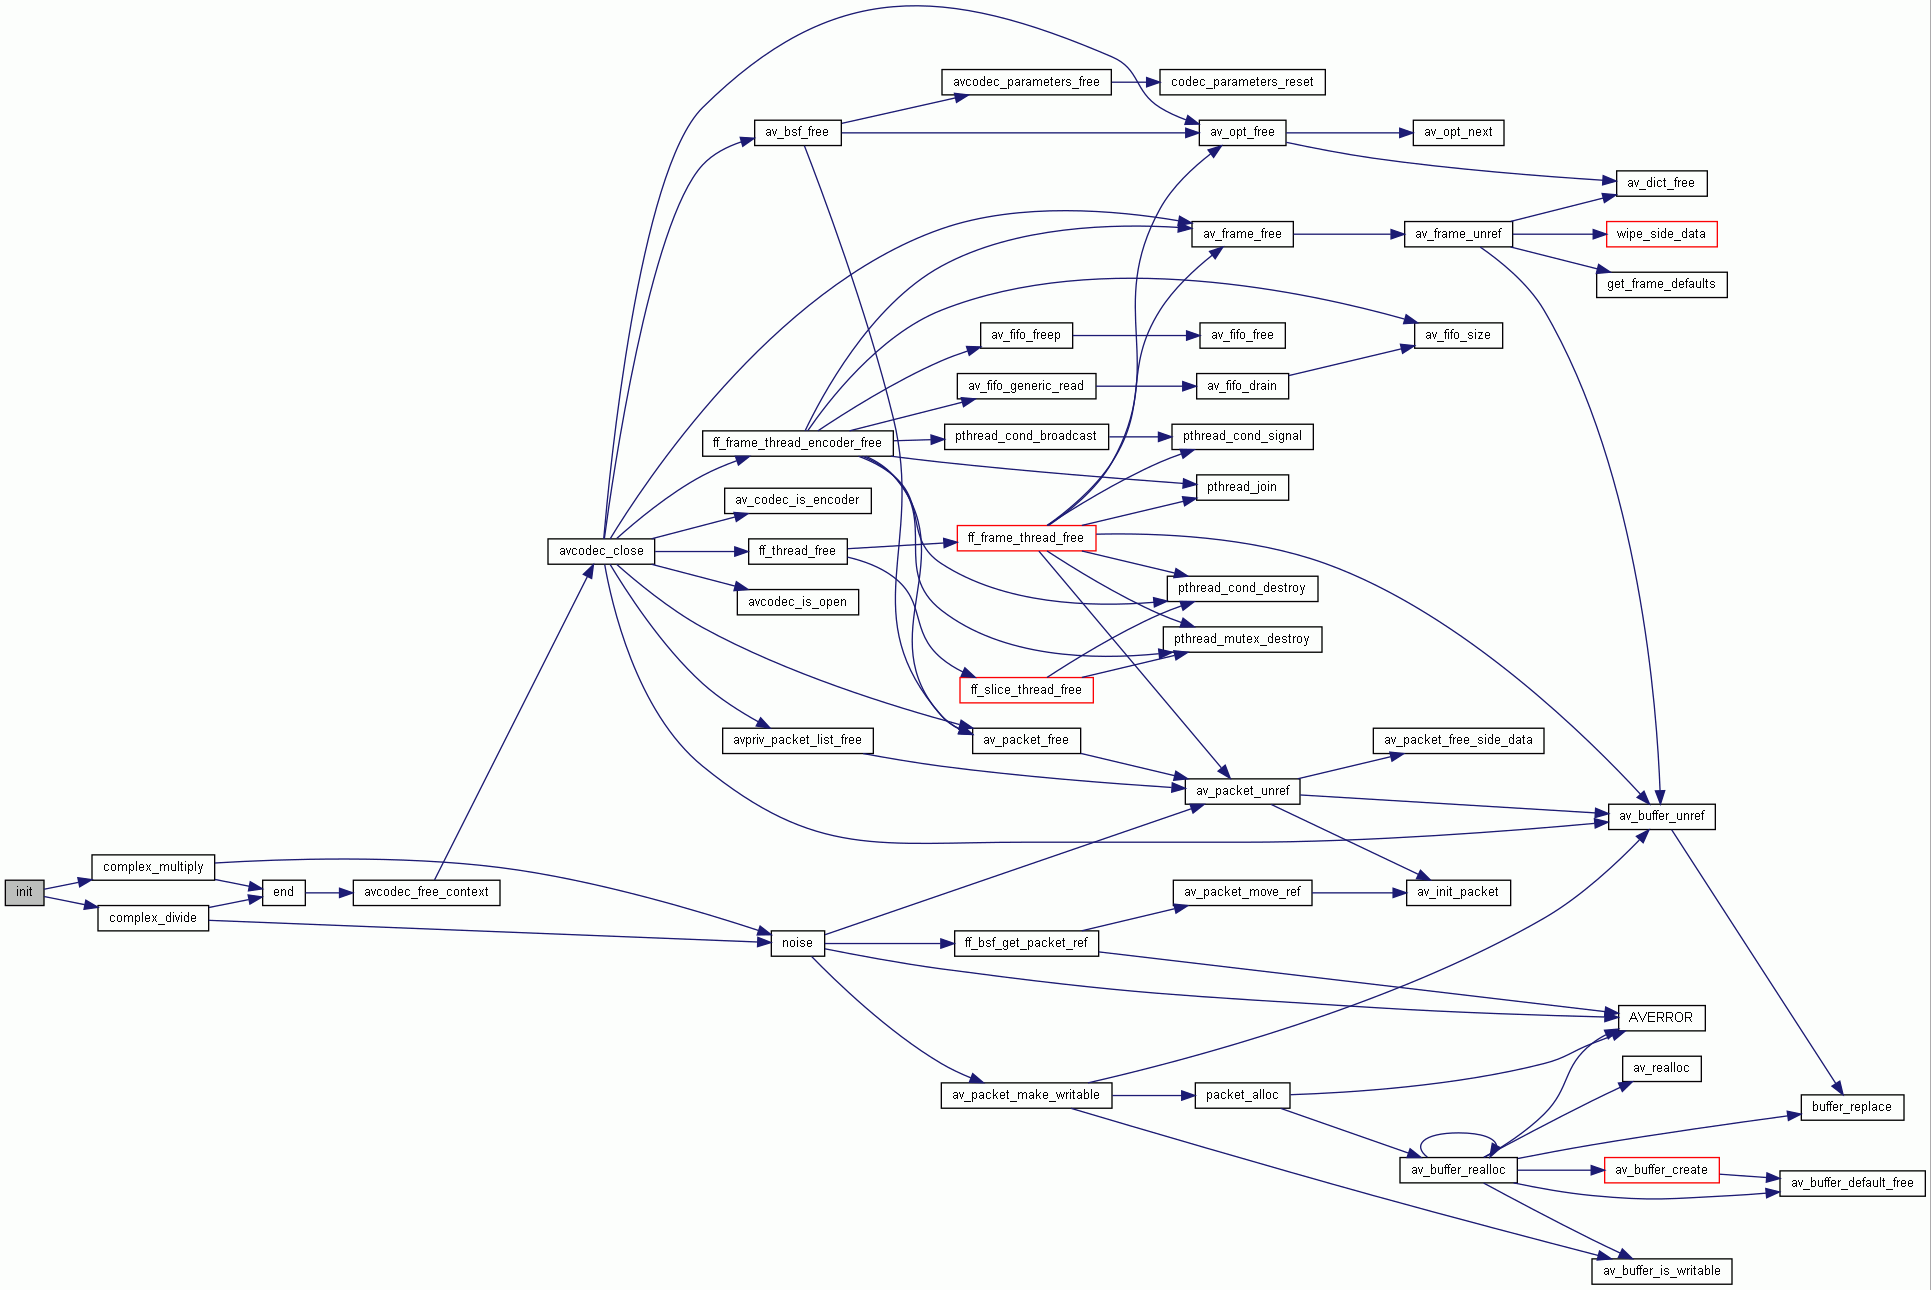 avcodec_parameters_free
codec_parameters_reset
av_bsf_free
av_opt_free
av_opt_next
av_dict_free
av_frame_free
av_frame_unref
wipe_side_data
get_frame_defaults
av_fifo_freep
av_fifo_free
av_fifo_size
av_fifo_generic_read
av_fifo_drain
ff_frame_thread_encoder_free
pthread_cond_broadcast
pthread_cond_signal
av_codec_is_encoder
pthread_join
avcodec_close
ff_thread_free
ff_frame_thread_free
pthread_cond_destroy
avcodec_is_open
pthread_mutex_destroy
ff_slice_thread_free
avpriv_packet_list_free
av_packet_free
av_packet_free_side_data
av_packet_unref
av_buffer_unref
complex_multiply
init
end
avcodec_free_context
av_packet_move_ref
av_init_packet
complex_divide
noise
ff_bsf_get_packet_ref
AVERROR
av_realloc
av_packet_make_writable
packet_alloc
buffer_replace
av_buffer_realloc
av_buffer_create
av_buffer_default_free
av_buffer_is_writable